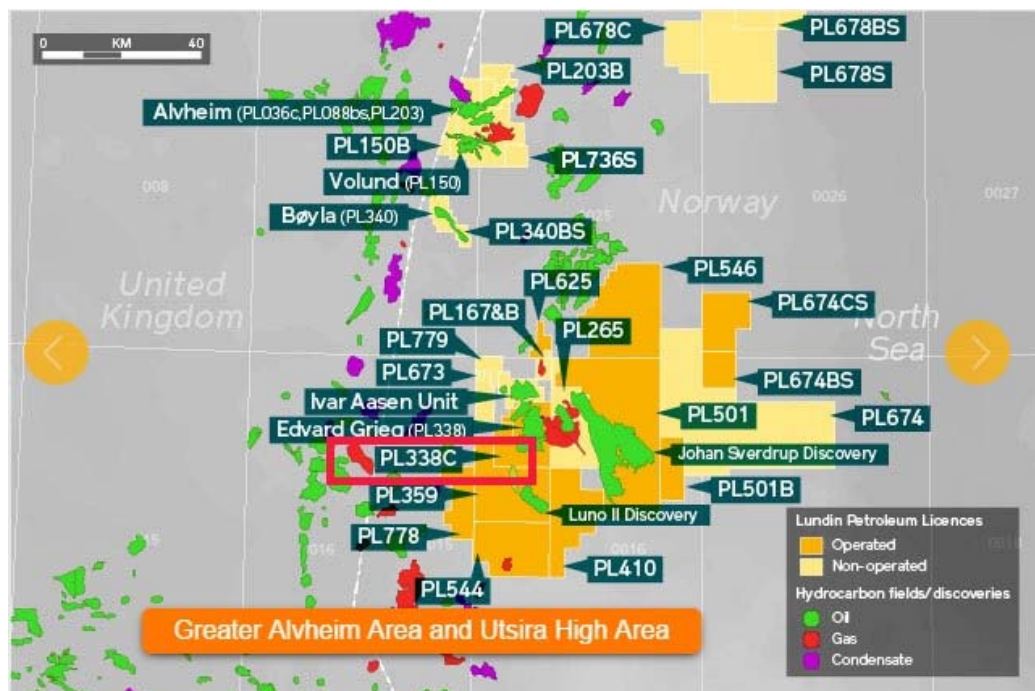 0 KM 40
PL678C
PL678BS
PL203B
PL678S
Alvheim (PL036c,PL088bs,PL203)
PL150B
PL736S
Volund (PL150)
008
Norway
0026
0027
Bøyla (PL340)
0025
PL340BS
United
Kingdom
PL546
PL625
PL674CS
PL167&B
PL265
North
Sea
PL779
PL673
PL674BS
Ivar Aasen Unit
PL501
PL674
Edvard Grieg (PL338)
PL338C
Johan Sverdrup Discovery
PL359
PL501B
Luno II Discovery
PL778
015
016
0016
PL544
PL410
Greater Alvheim Area and Utsira High Area
Lundin Petroleum Licences
Operated
Non-operated
Hydrocarbon fields/discoveries
Oil
Gas
Condensate